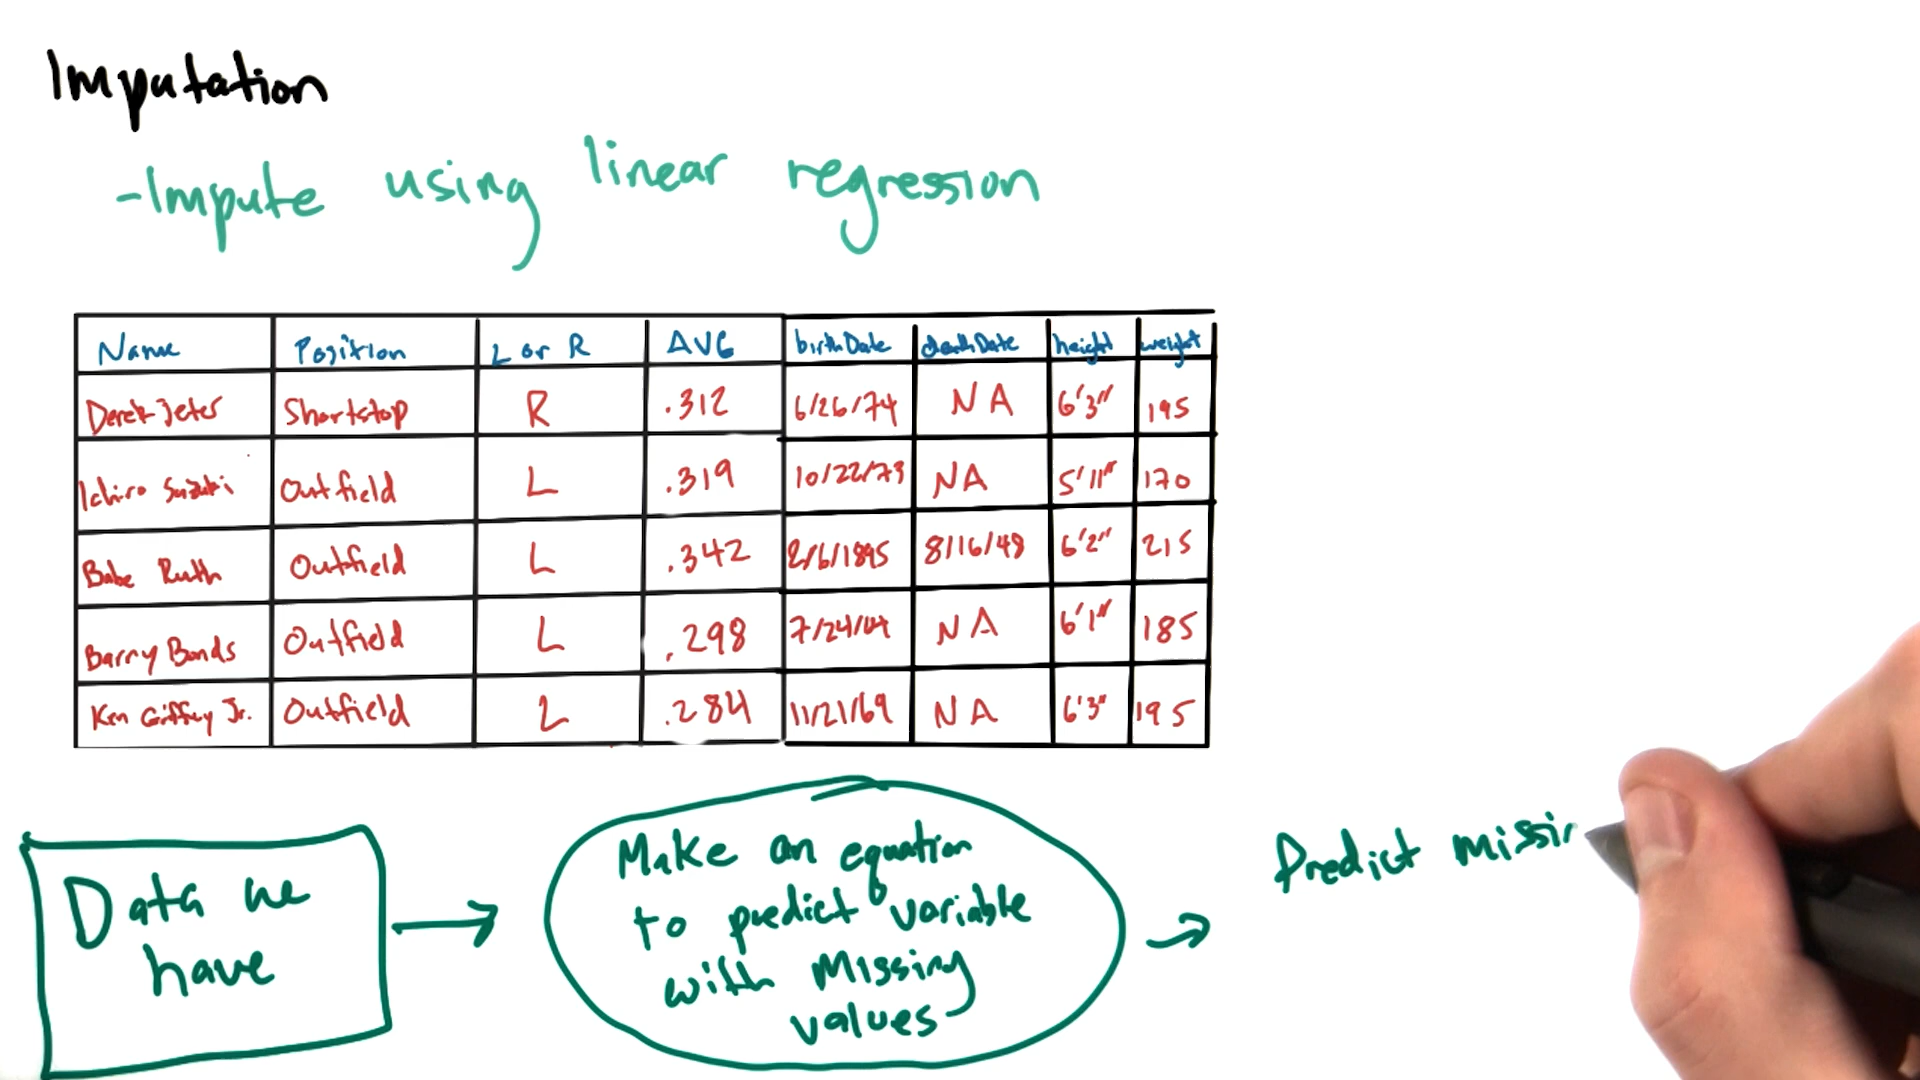 Imputation
-Impute using linear regression
Name Position L or R AVG birthDate deathDate height weight
Derek Jeter Shortstop R .312 6/26/74 NA 6'3" 195
Ichiro Suzuki Outfield L .319 10/22/73 NA 5'11" 170
Babe Ruth Outfield L .342 2/6/1895 8/16/48 6'2" 215
Barry Bonds Outfield L .298 7/24/64 NA 6'1" 185
Ken Griffey Jr. Outfield L .284 11/21/69 NA 6'3" 195
Data we
have
Make an equation
to predict variable
with missing
values
Predict missin